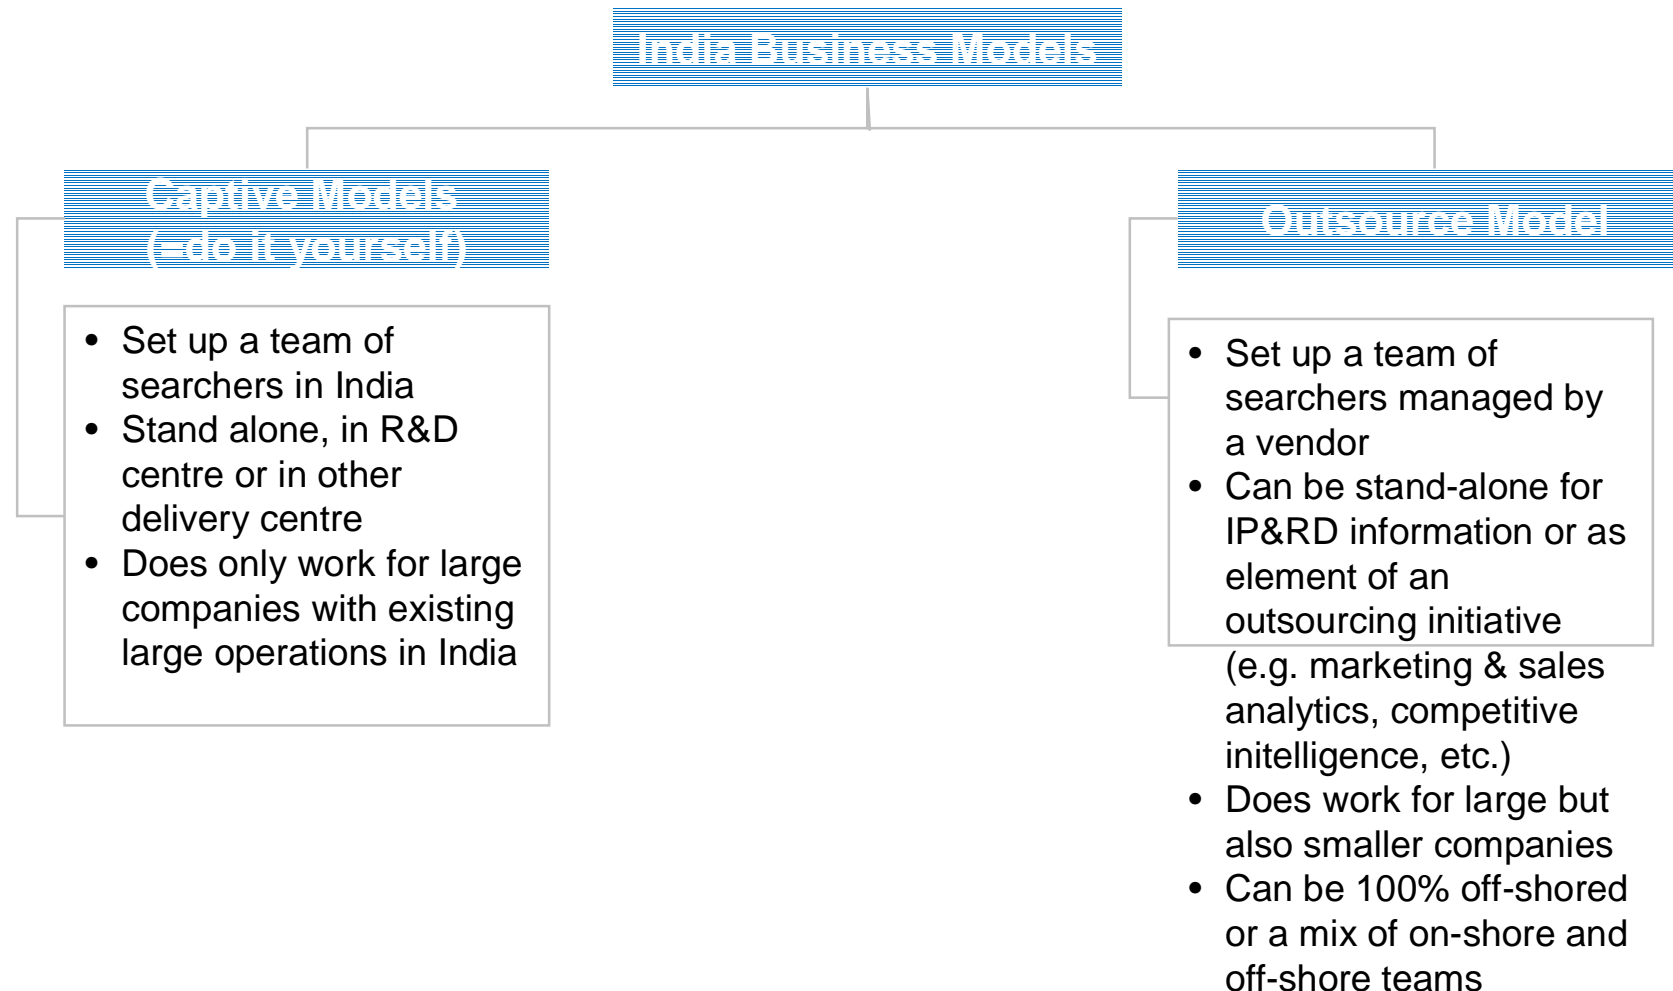 India Business Models
Captive Models
(=do it yourself)
• Set up a team of
searchers in India
• Stand alone, in R&D
centre or in other
delivery centre
• Does only work for large
companies with existing
large operations in India
Outsource Model
• Set up a team of
searchers managed by
a vendor
• Can be stand-alone for
IP&RD information or as
element of an
outsourcing initiative
(e.g. marketing & sales
analytics, competitive
initelligence, etc.)
• Does work for large but
also smaller companies
• Can be 100% off-shored
or a mix of on-shore and
off-shore teams